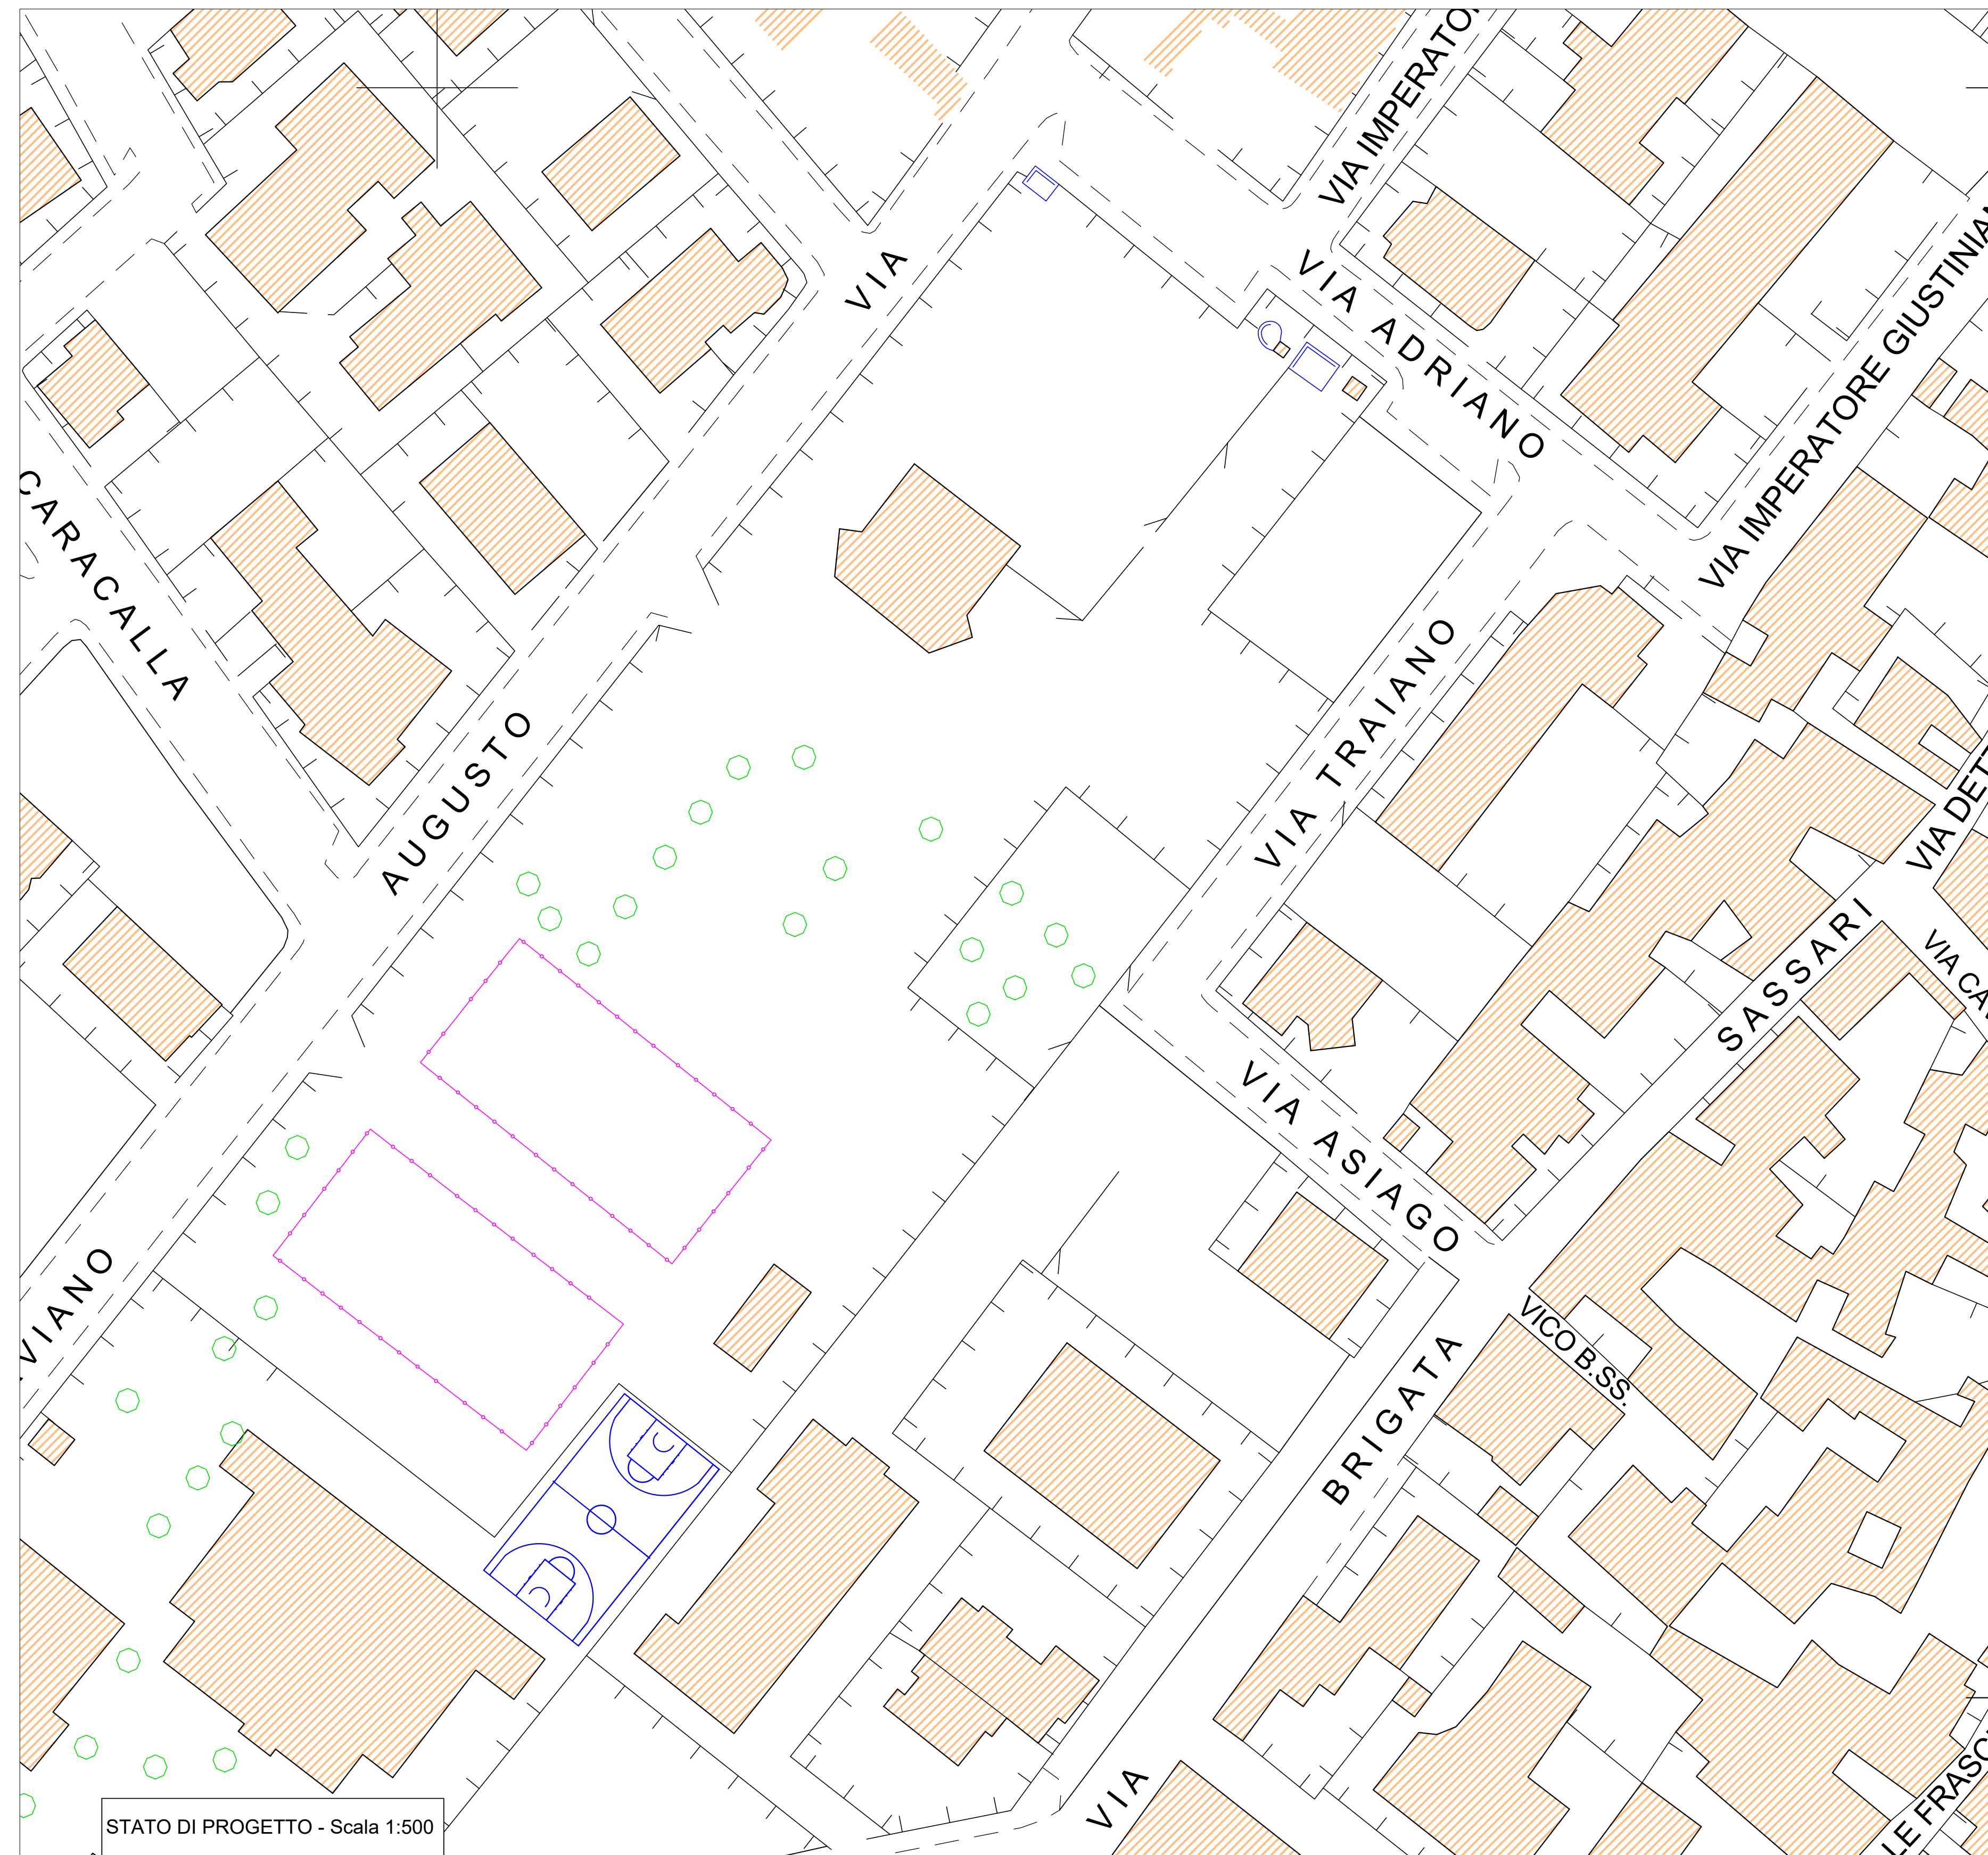 VIA IMPERATO
VIA
VIA ADRIANO
VIA IMPERATORE GIUSTINIAN
CARACALLA
AUGUSTO
VIA TRAIANO
VIA DET
SASSARI
VIA CA
VIA ASIAGO
VIANO
VICO B.SS.
BRIGATA
VIA
LE FRASC
STATO DI PROGETTO - Scala 1:500